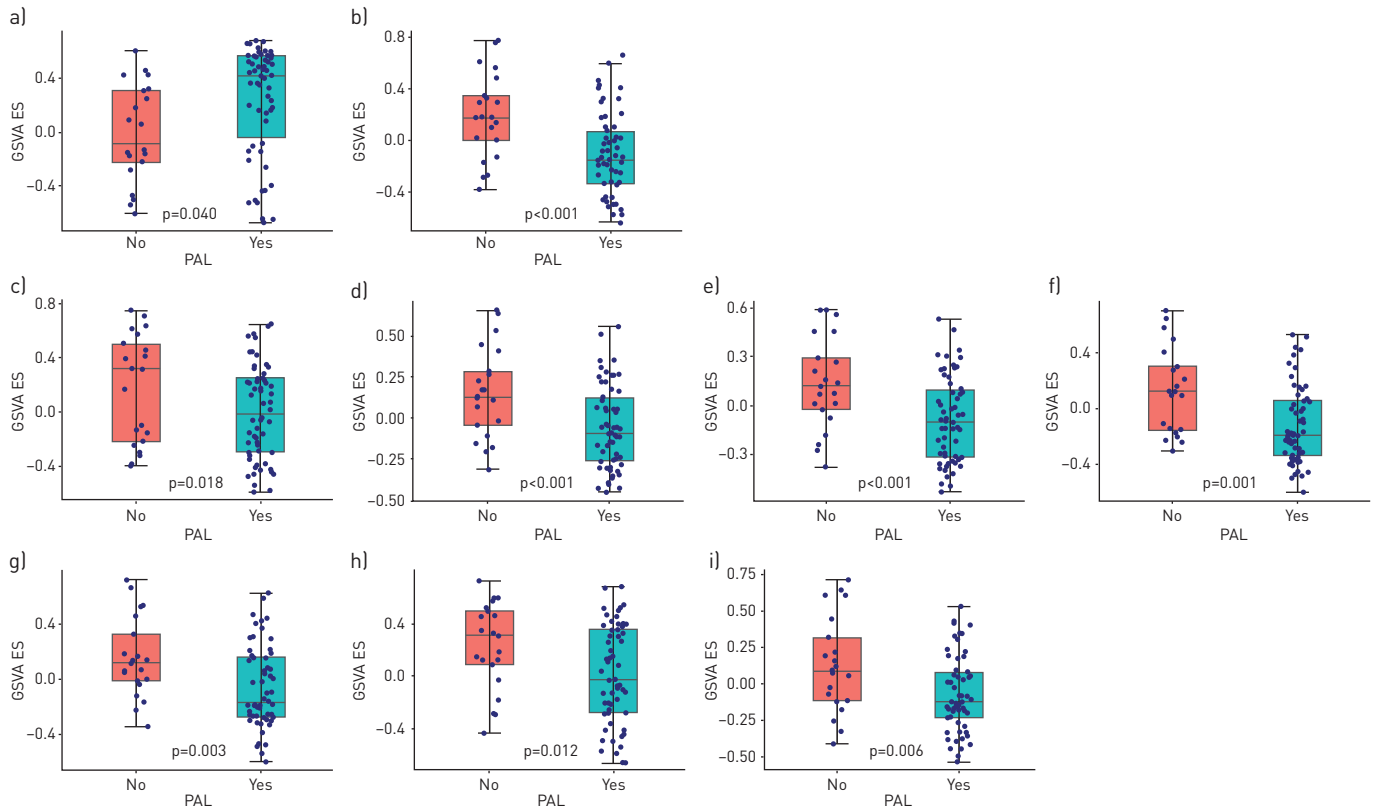 a)
GSVA ES
0.4
0.0
−0.4
p=0.040
No
Yes
PAL
b)
GSVA ES
0.8
0.4
0.0
−0.4
p<0.001
No
Yes
PAL
c)
GSVA ES
0.8
0.4
0.0
−0.4
p=0.018
No
Yes
PAL
d)
GSVA ES
0.50
0.25
0.00
−0.25
−0.50
p<0.001
No
Yes
PAL
e)
GSVA ES
0.6
0.3
0.0
−0.3
p<0.001
No
Yes
PAL
f)
GSVA ES
0.4
0.0
−0.4
p=0.001
No
Yes
PAL
g)
GSVA ES
0.4
0.0
−0.4
p=0.003
No
Yes
PAL
h)
GSVA ES
0.4
0.0
−0.4
p=0.012
No
Yes
PAL
i)
GSVA ES
0.75
0.50
0.25
0.00
−0.25
−0.50
p=0.006
No
Yes
PAL